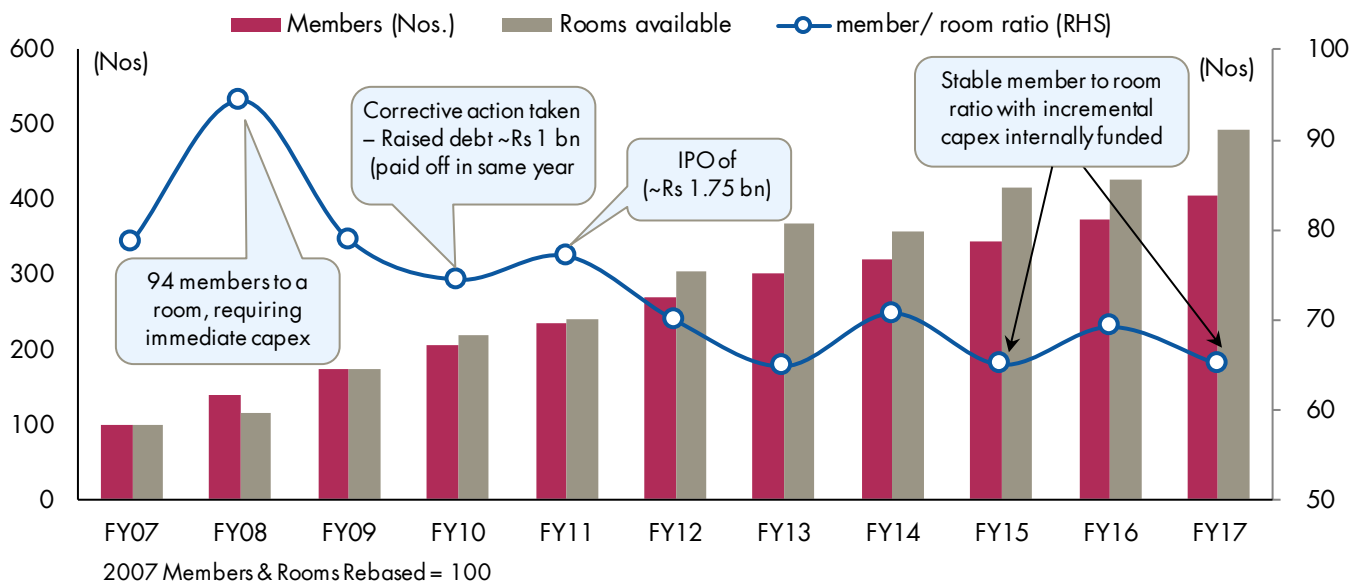 Members (Nos.) Rooms available member/ room ratio (RHS)
600
500
400
300
200
100
0
(Nos)
(Nos)
100
90
80
70
60
50
94 members to a
room, requiring
immediate capex
Corrective action taken
– Raised debt ~Rs 1 bn
(paid off in same year
IPO of
(~Rs 1.75 bn)
Stable member to room
ratio with incremental
capex internally funded
FY07 FY08 FY09 FY10 FY11 FY12 FY13 FY14 FY15 FY16 FY17
2007 Members & Rooms Rebased = 100